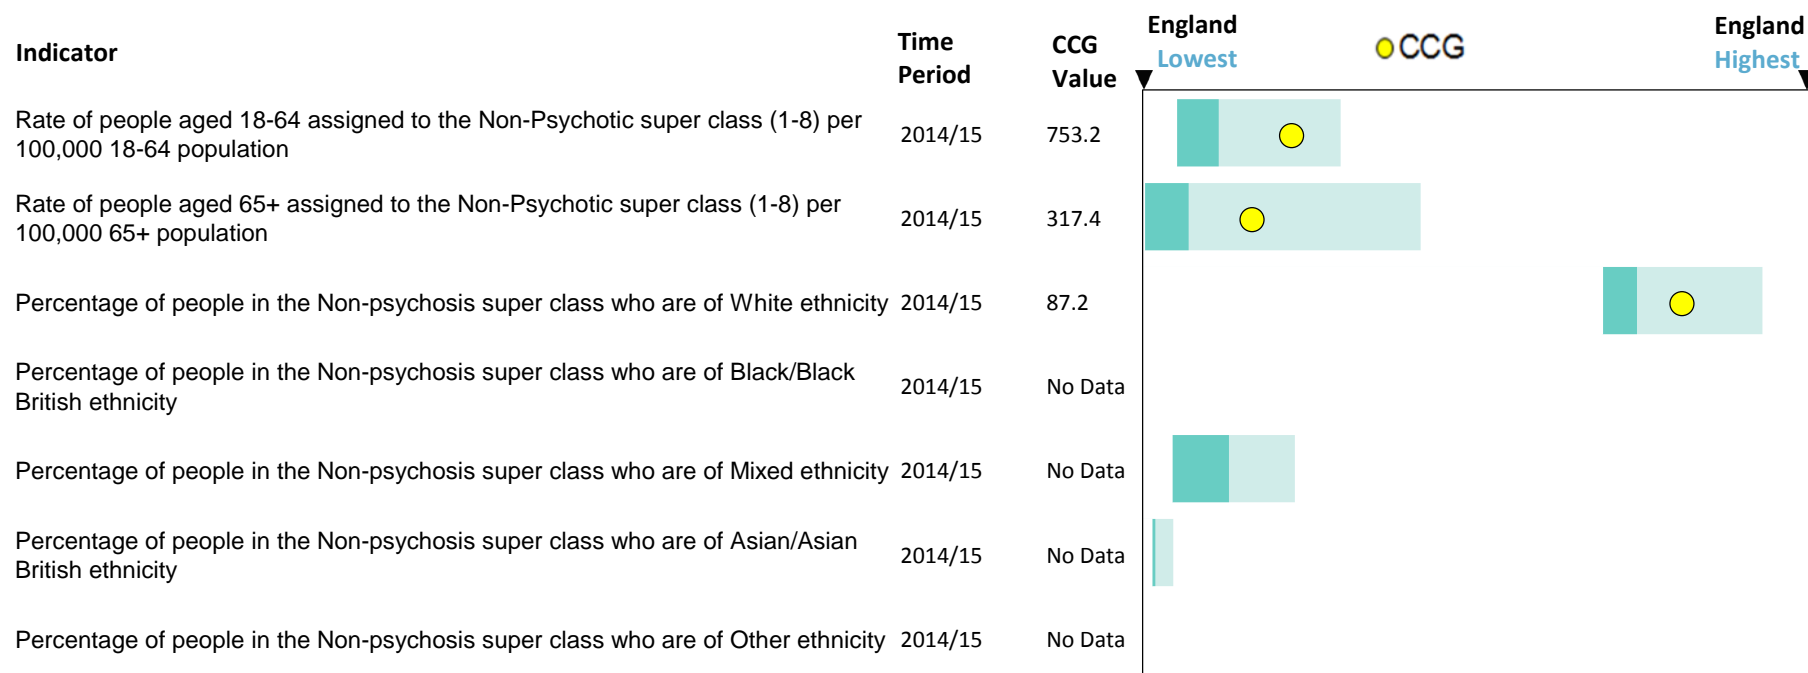 Indicator
Time Period
CCG Value
England Lowest
CCG
England Highest
Rate of people aged 18-64 assigned to the Non-Psychotic super class (1-8) per
100,000 18-64 population
2014/15
753.2
Rate of people aged 65+ assigned to the Non-Psychotic super class (1-8) per
100,000 65+ population
2014/15
317.4
Percentage of people in the Non-psychosis super class who are of White ethnicity
2014/15
87.2
Percentage of people in the Non-psychosis super class who are of Black/Black
British ethnicity
2014/15
No Data
Percentage of people in the Non-psychosis super class who are of Mixed ethnicity
2014/15
No Data
Percentage of people in the Non-psychosis super class who are of Asian/Asian
British ethnicity
2014/15
No Data
Percentage of people in the Non-psychosis super class who are of Other ethnicity
2014/15
No Data